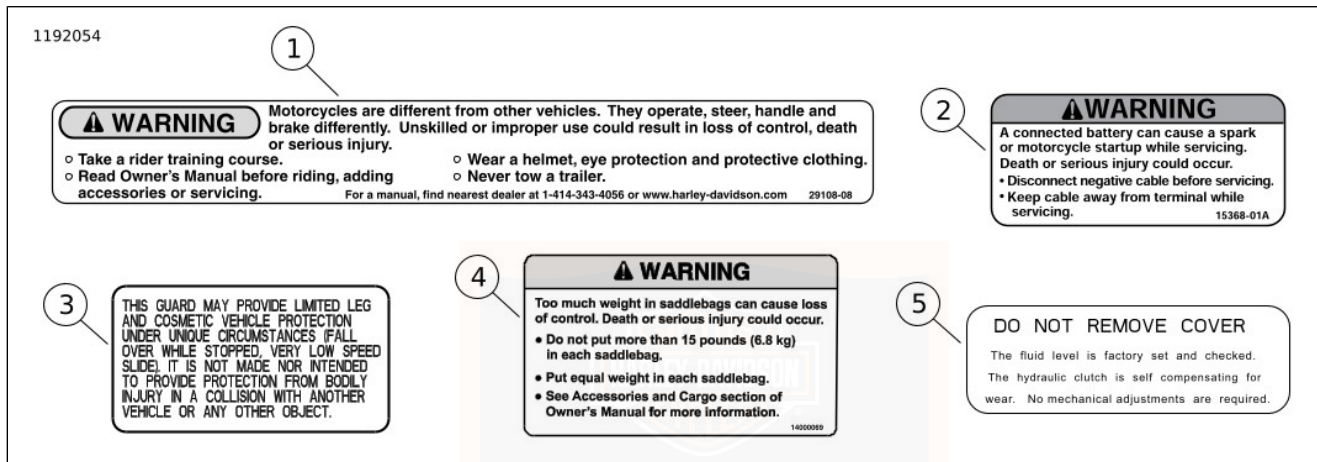 1192054
1
⚠ WARNING
Motorcycles are different from other vehicles. They operate, steer, handle and
brake differently. Unskilled or improper use could result in loss of control, death
or serious injury.
○ Take a rider training course.
○ Read Owner's Manual before riding, adding
accessories or servicing.
○ Wear a helmet, eye protection and protective clothing.
○ Never tow a trailer.
For a manual, find nearest dealer at 1-414-343-4056 or www.harley-davidson.com 29108-08
2
⚠ WARNING
A connected battery can cause a spark
or motorcycle startup while servicing.
Death or serious injury could occur.
• Disconnect negative cable before servicing.
• Keep cable away from terminal while
servicing.
15368-01A
3
THIS GUARD MAY PROVIDE LIMITED LEG
AND COSMETIC VEHICLE PROTECTION
UNDER UNIQUE CIRCUMSTANCES (FALL
OVER WHILE STOPPED, VERY LOW SPEED
SLIDE). IT IS NOT MADE NOR INTENDED
TO PROVIDE PROTECTION FROM BODILY
INJURY IN A COLLISION WITH ANOTHER
VEHICLE OR ANY OTHER OBJECT.
4
⚠ WARNING
Too much weight in saddlebags can cause loss
of control. Death or serious injury could occur.
• Do not put more than 15 pounds (6.8 kg)
in each saddlebag.
• Put equal weight in each saddlebag.
• See Accessories and Cargo section of
Owner's Manual for more information.
14000069
HARLEY-DAVIDSON
5
DO NOT REMOVE COVER
The fluid level is factory set and checked.
The hydraulic clutch is self compensating for
wear. No mechanical adjustments are required.